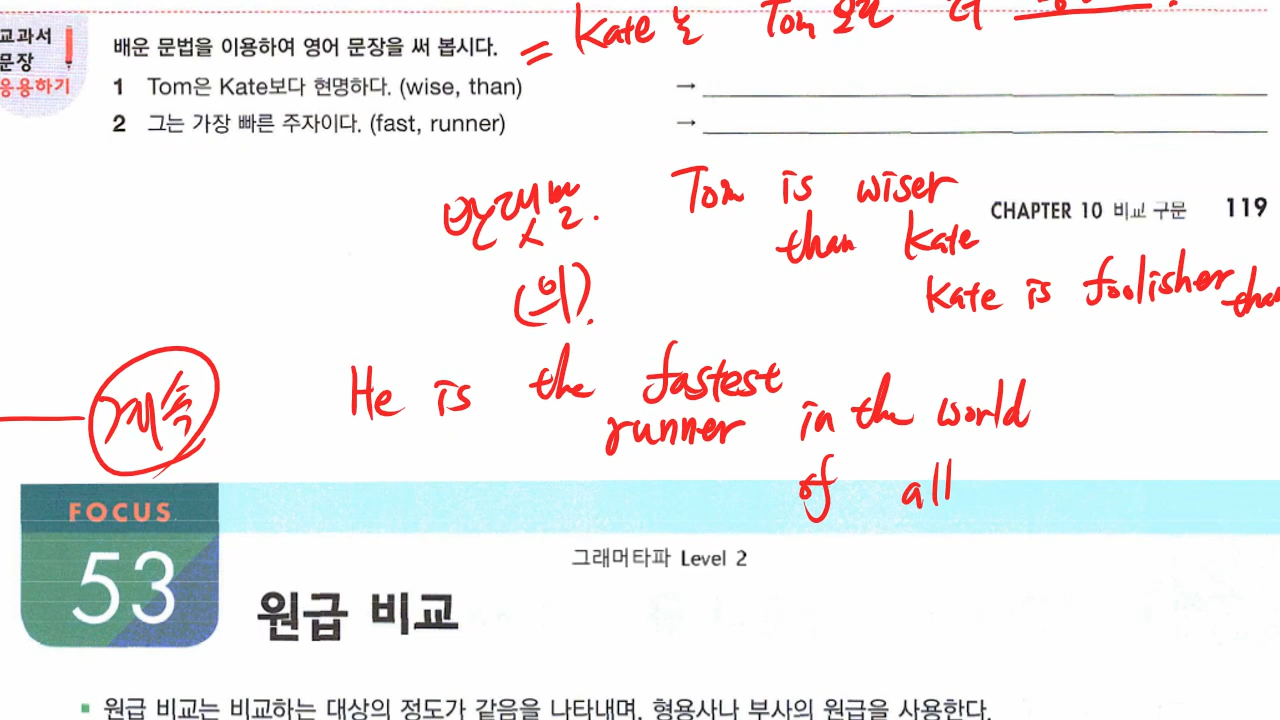 = Kate는 Tom보다 더
교과서
문장
응용하기
배운 문법을 이용하여 영어 문장을 써 봅시다.
1 Tom은 Kate보다 현명하다. (wise, than) →
2 그는 가장 빠른 주자이다. (fast, runner) →
Tom is wiser
than Kate
CHAPTER 10 비교 구문 119
(의).
Kate is foolisher than
계속
He is the fastest
runner in the world
of all
FOCUS
53
그래머타파 Level 2
원급 비교
원급 비교는 비교하는 대상의 정도가 같음을 나타내며, 형용사나 부사의 원급을 사용한다.